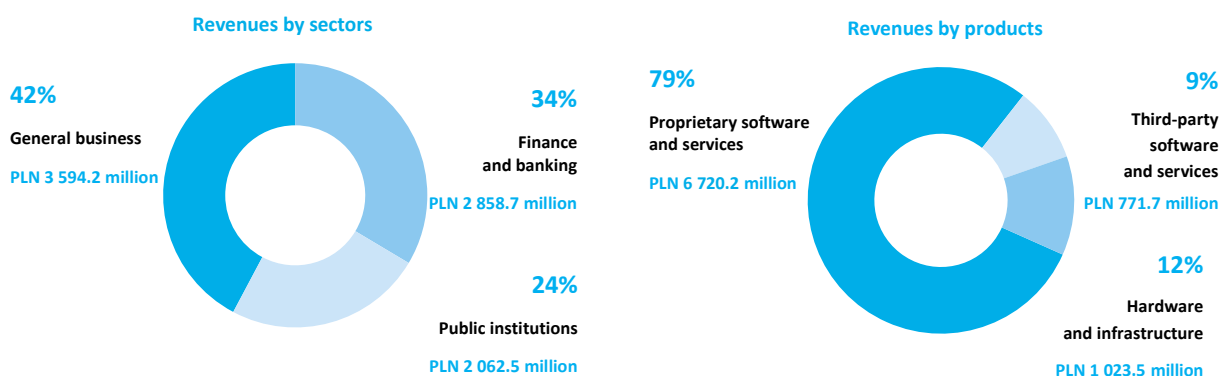 Revenues by sectors
42%
General business
PLN 3 594.2 million
34%
Finance
and banking
PLN 2 858.7 million
24%
Public institutions
PLN 2 062.5 million
Revenues by products
79%
Proprietary software
and services
PLN 6 720.2 million
9%
Third-party
software
and services
PLN 771.7 million
12%
Hardware
and infrastructure
PLN 1 023.5 million